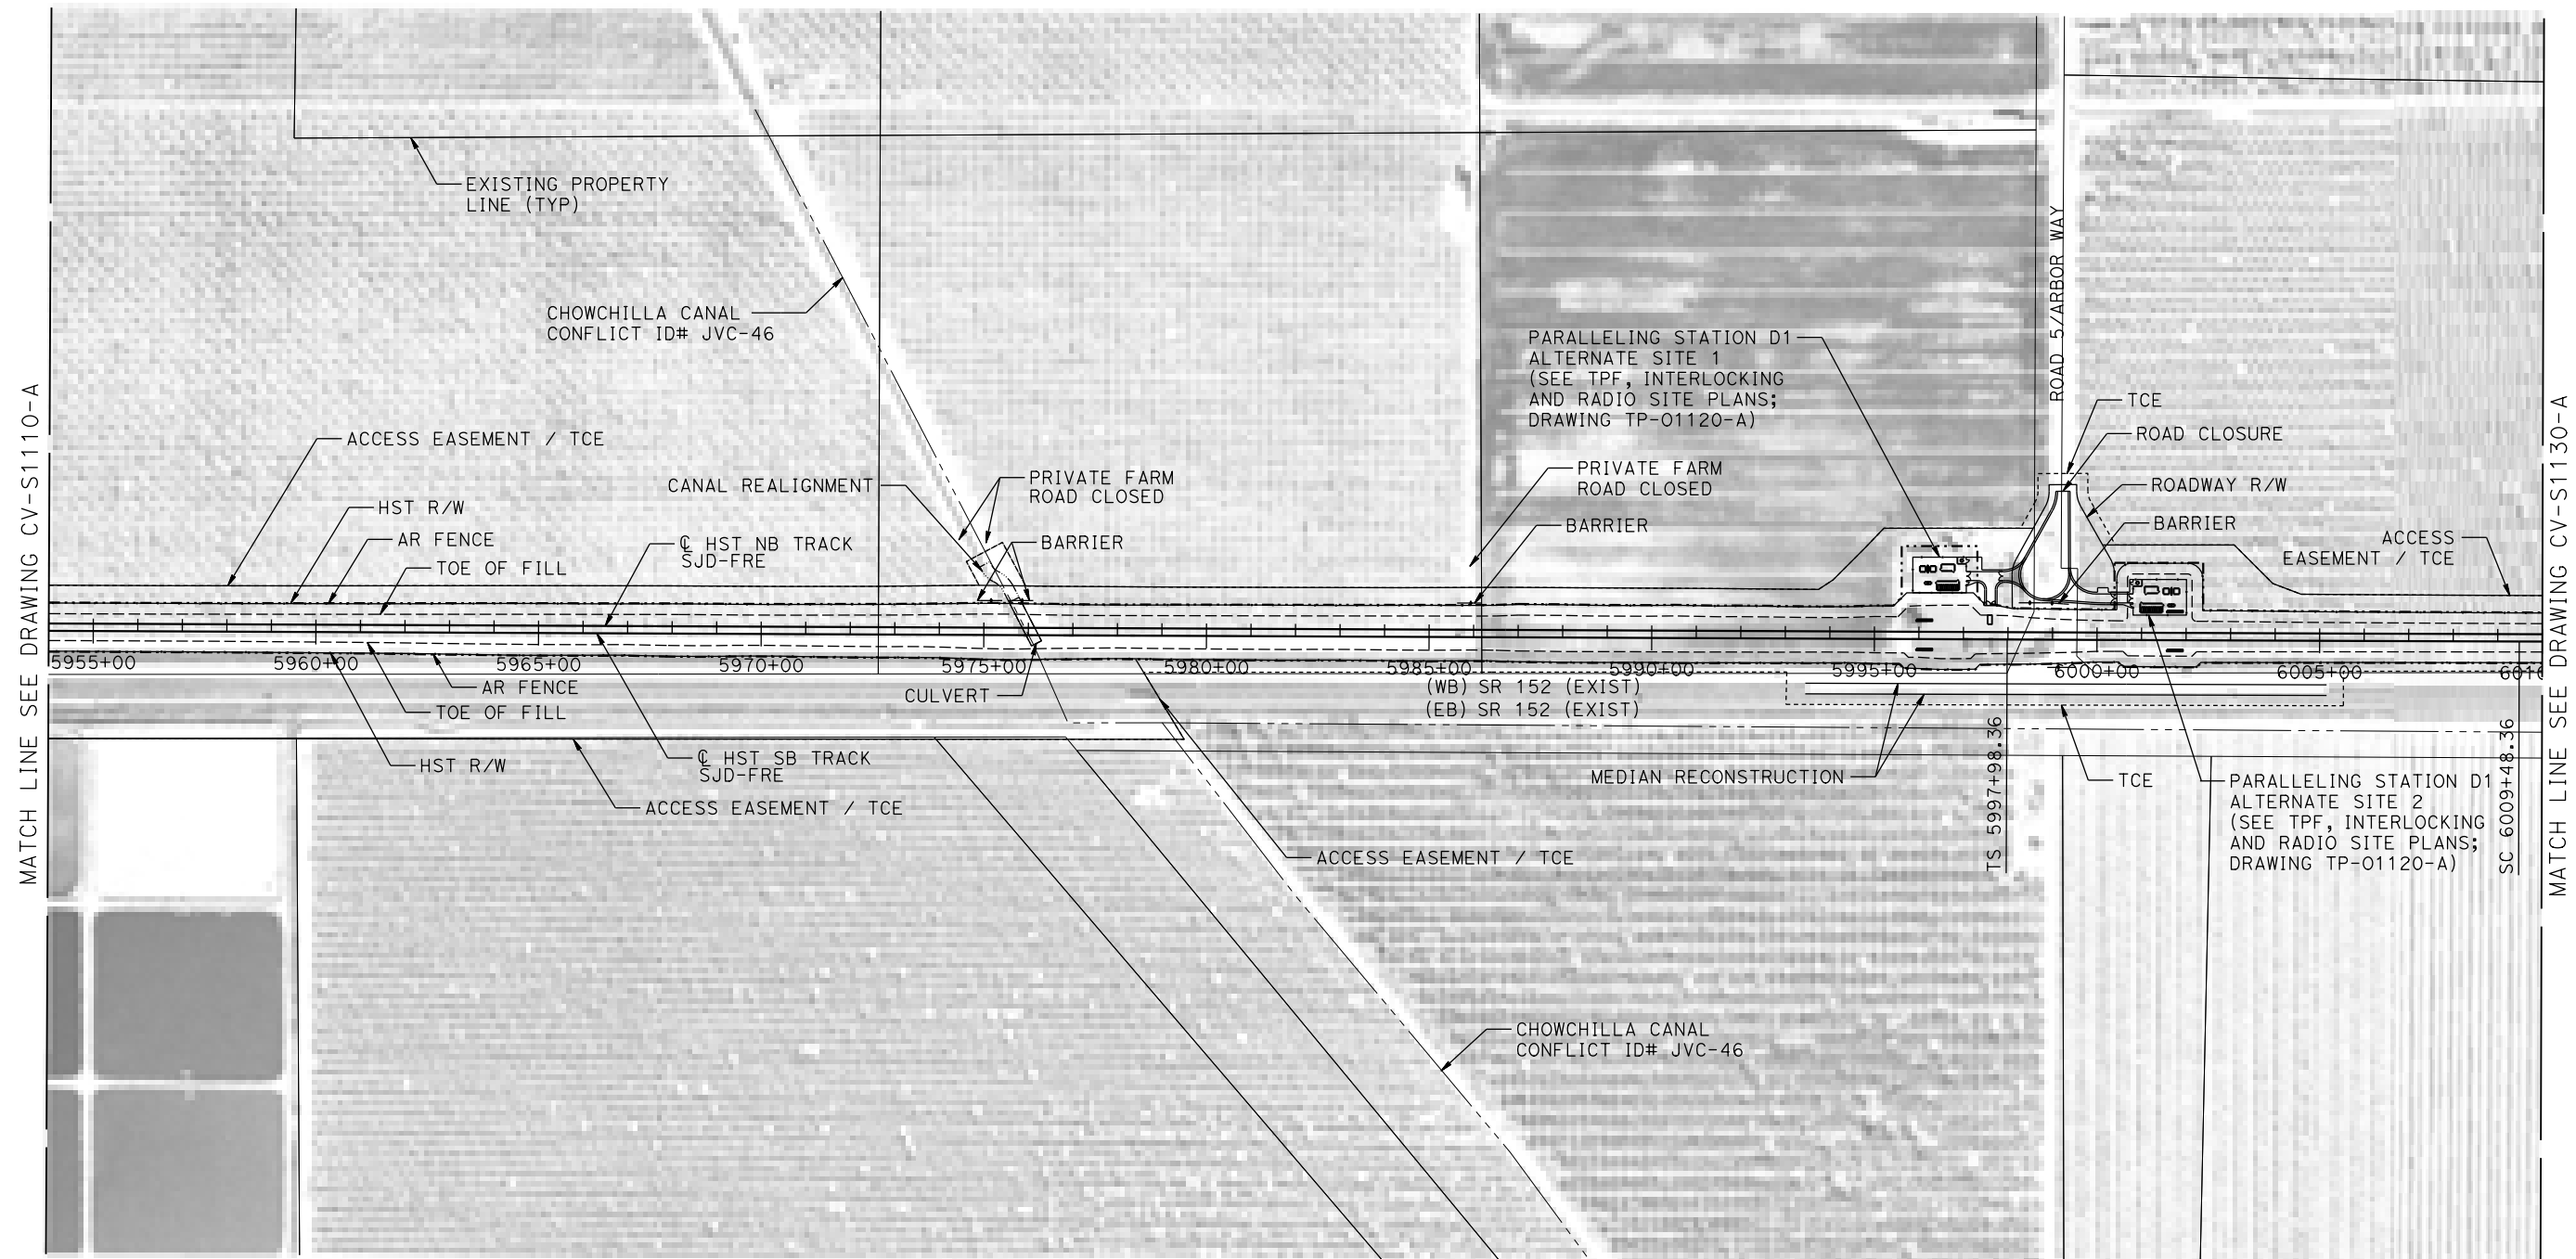 EXISTING PROPERTY
LINE (TYP)
CHOWCHILLA CANAL
CONFLICT ID# JVC-46
PARALLELING STATION D1
ALTERNATE SITE 1
(SEE TPF, INTERLOCKING
AND RADIO SITE PLANS;
DRAWING TP-01120-A)
ROAD 5/ARBOR WAY
TCE
ROAD CLOSURE
ROADWAY R/W
BARRIER
ACCESS
EASEMENT / TCE
ACCESS EASEMENT / TCE
HST R/W
AR FENCE
TOE OF FILL
CANAL REALIGNMENT
PRIVATE FARM
ROAD CLOSED
BARRIER
℄ HST NB TRACK
SJD-FRE
PRIVATE FARM
ROAD CLOSED
BARRIER
MATCH LINE SEE DRAWING CV-S1110-A
MATCH LINE SEE DRAWING CV-S1130-A
5955+00
5960+00
5965+00
5970+00
5975+00
5980+00
5985+00
5990+00
5995+00
6000+00
6005+00
6010
(WB) SR 152 (EXIST)
(EB) SR 152 (EXIST)
AR FENCE
TOE OF FILL
HST R/W
CULVERT
℄ HST SB TRACK
SJD-FRE
ACCESS EASEMENT / TCE
ACCESS EASEMENT / TCE
MEDIAN RECONSTRUCTION
TS 5997+98.36
TCE
PARALLELING STATION D1
ALTERNATE SITE 2
(SEE TPF, INTERLOCKING
AND RADIO SITE PLANS;
DRAWING TP-01120-A)
SC 6009+48.36
CHOWCHILLA CANAL
CONFLICT ID# JVC-46